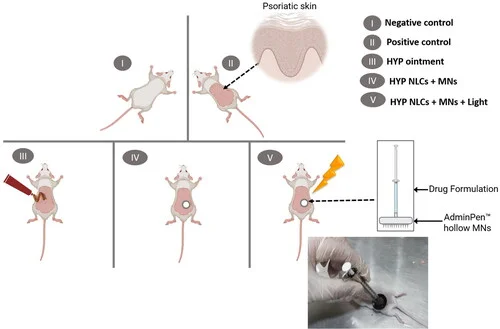 Psoriatic skin
I
II
I Negative control
II Positive control
III HYP ointment
IV HYP NLCs + MNs
V HYP NLCs + MNs + Light
III
IV
V
Drug Formulation
AdminPen™
hollow MNs